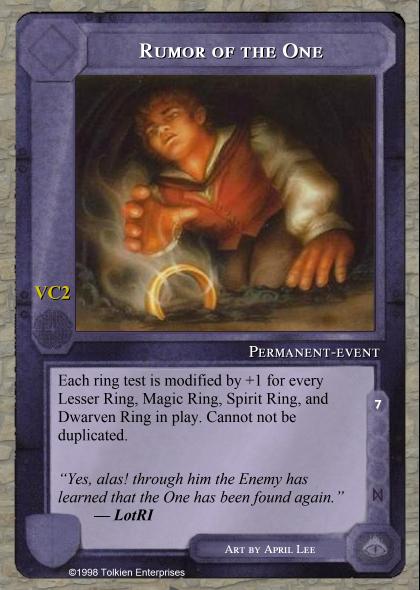 RUMOR OF THE ONE
VC2
PERMANENT-EVENT
Each ring test is modified by +1 for every
Lesser Ring, Magic Ring, Spirit Ring, and
Dwarven Ring in play. Cannot not be
duplicated.
7
“Yes, alas! through him the Enemy has
learned that the One has been found again.”
— LotRI
ART BY APRIL LEE
©1998 Tolkien Enterprises